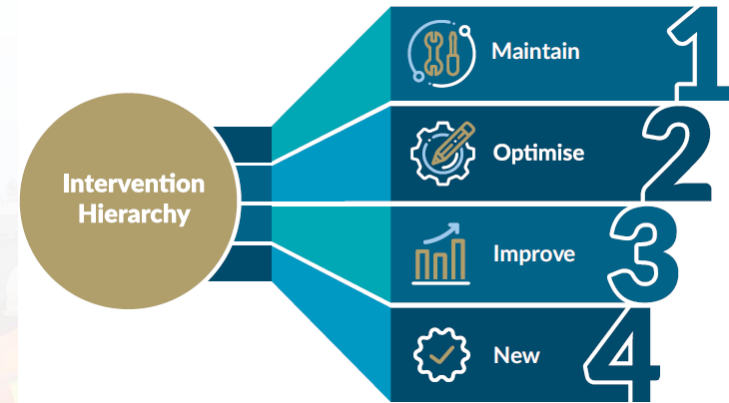 Intervention
Hierarchy
Maintain 1
Optimise 2
Improve 3
New 4